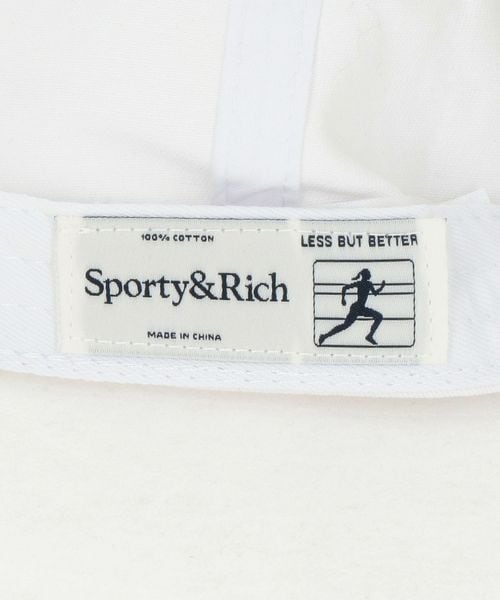 100% COTTON
Sporty&Rich
MADE IN CHINA
LESS BUT BETTER